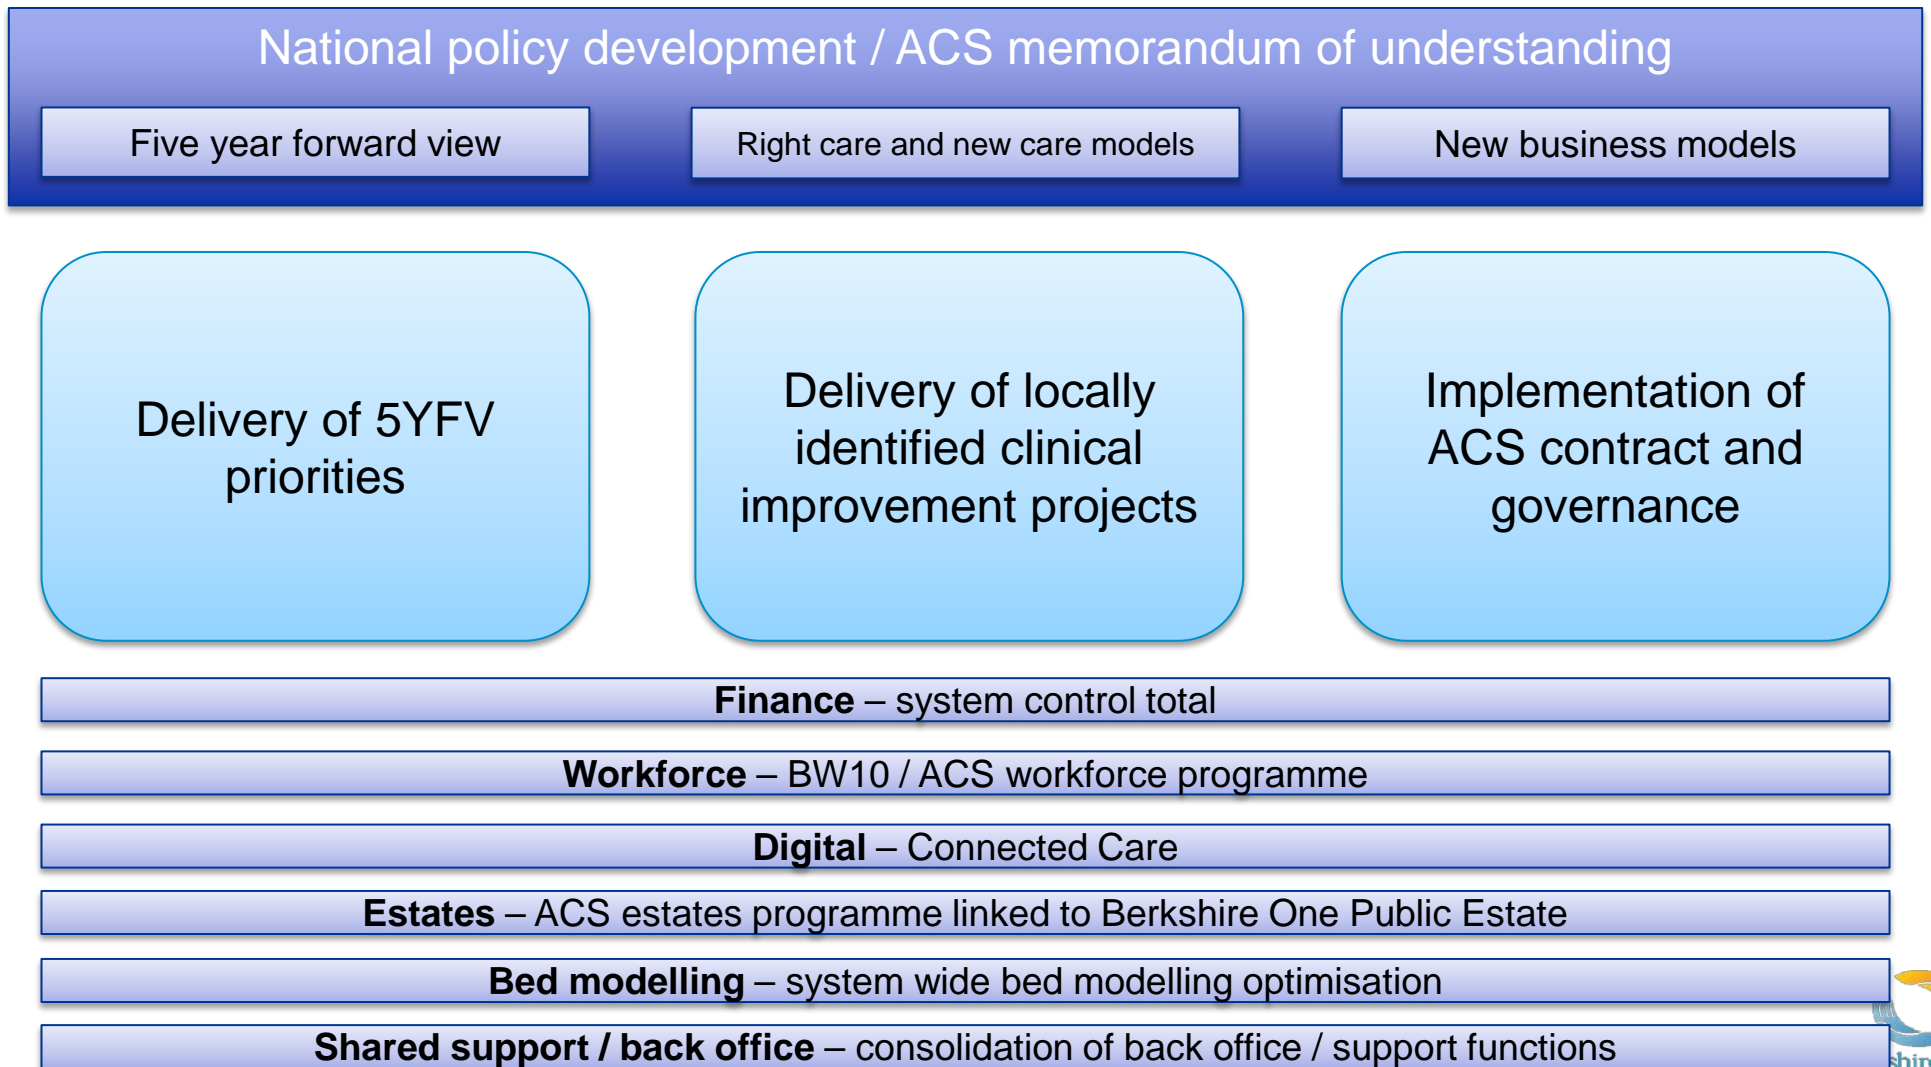 National policy development / ACS memorandum of understanding
Five year forward view
Right care and new care models
New business models
Delivery of 5YFV
priorities
Delivery of locally
identified clinical
improvement projects
Implementation of
ACS contract and
governance
Finance – system control total
Workforce – BW10 / ACS workforce programme
Digital – Connected Care
Estates – ACS estates programme linked to Berkshire One Public Estate
Bed modelling – system wide bed modelling optimisation
Shared support / back office – consolidation of back office / support functions